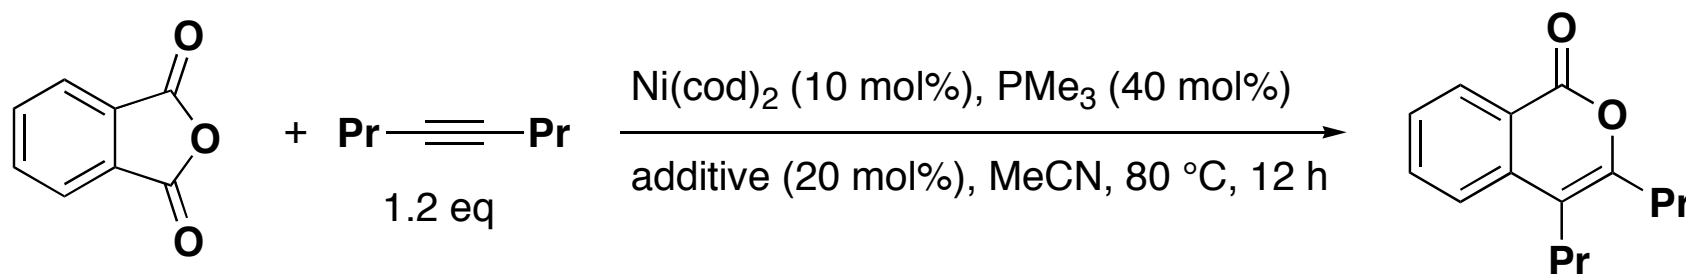 O
O
O
+
Pr
Pr
1.2 eq
Ni(cod)2 (10 mol%), PMe3 (40 mol%)
additive (20 mol%), MeCN, 80 °C, 12 h
O
O
Pr
Pr